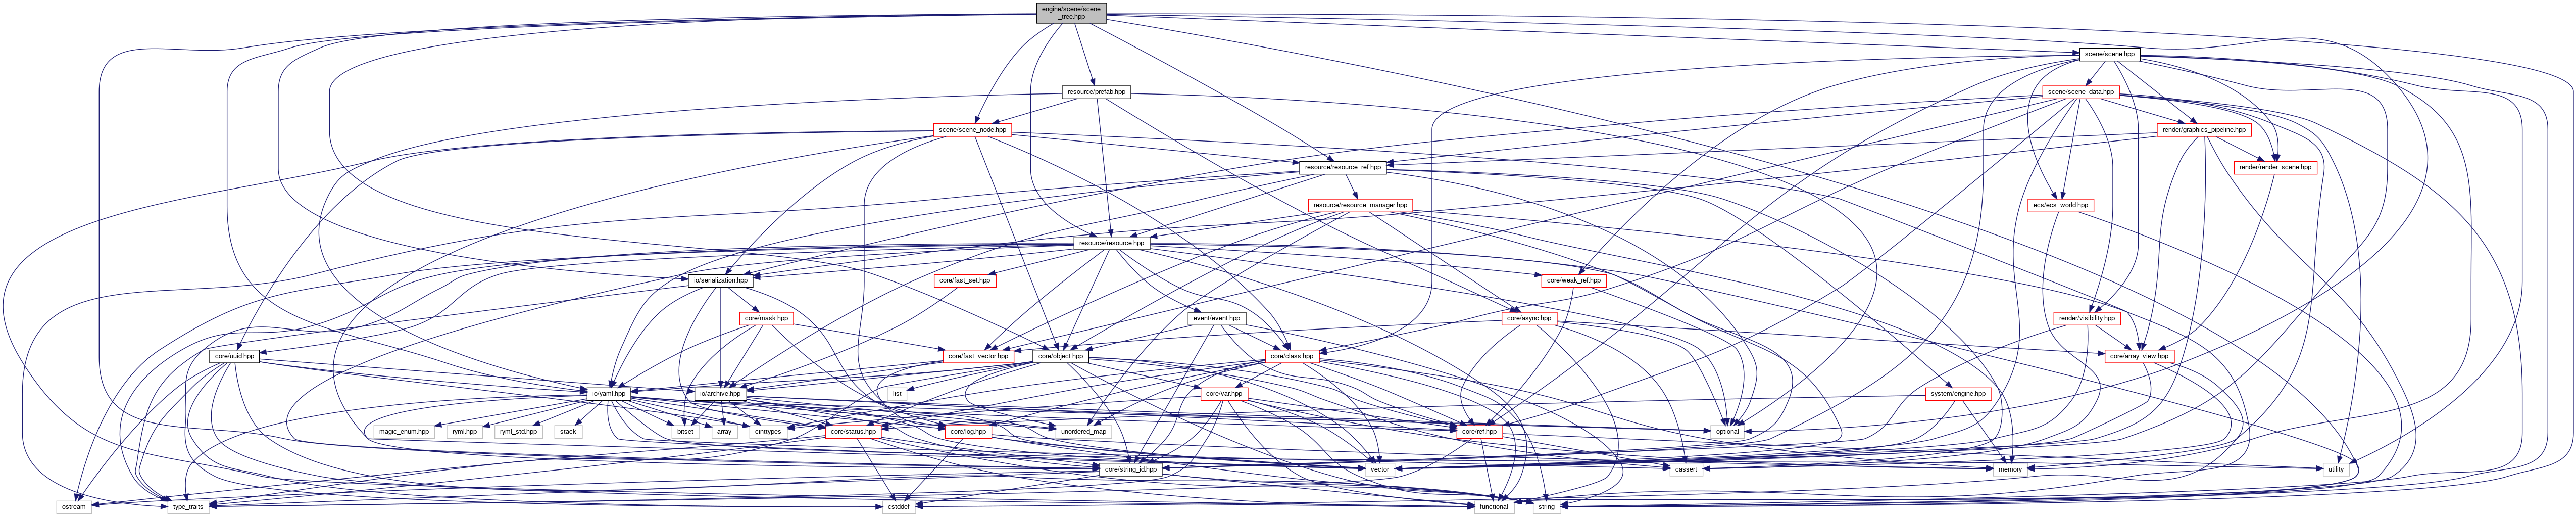 engine/scene/scene
_tree.hpp
scene/scene.hpp
resource/prefab.hpp
scene/scene_data.hpp
scene/scene_node.hpp
render/graphics_pipeline.hpp
resource/resource_ref.hpp
render/render_scene.hpp
resource/resource_manager.hpp
ecs/ecs_world.hpp
resource/resource.hpp
io/serialization.hpp
core/fast_set.hpp
core/weak_ref.hpp
core/mask.hpp
event/event.hpp
core/async.hpp
render/visibility.hpp
core/uuid.hpp
core/fast_vector.hpp
core/object.hpp
core/class.hpp
core/array_view.hpp
io/yaml.hpp
io/archive.hpp
list
core/var.hpp
system/engine.hpp
magic_enum.hpp
ryml.hpp
ryml_std.hpp
stack
bitset
array
cinttypes
core/status.hpp
core/log.hpp
unordered_map
core/ref.hpp
optional
core/string_id.hpp
vector
cassert
memory
utility
ostream
type_traits
cstddef
functional
string